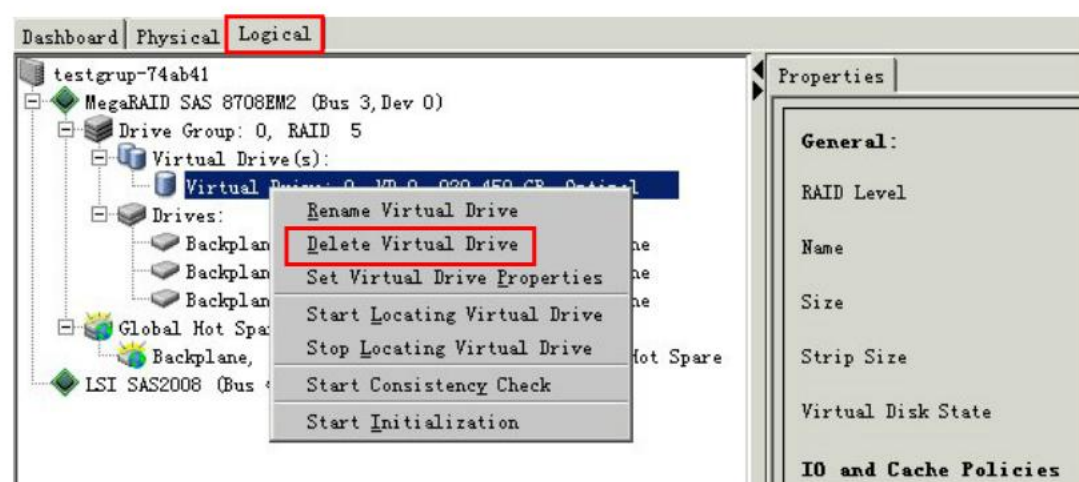 Dashboard Physical Logical
testgrup-74ab41
MegaRAID SAS 8708EM2 (Bus 3, Dev 0)
Drive Group: 0, RAID 5
Virtual Drive(s):
Virtual
Drives:
Backplan
Backplan
Backplan
Global Hot Spa
Backplane, Hot Spare
LSI SAS2008 (Bus
Rename Virtual Drive
Delete Virtual Drive
Set Virtual Drive Properties
Start Locating Virtual Drive
Stop Locating Virtual Drive
Start Consistency Check
Start Initialization
Properties
General:
RAID Level
Name
Size
Strip Size
Virtual Disk State
IO and Cache Policies